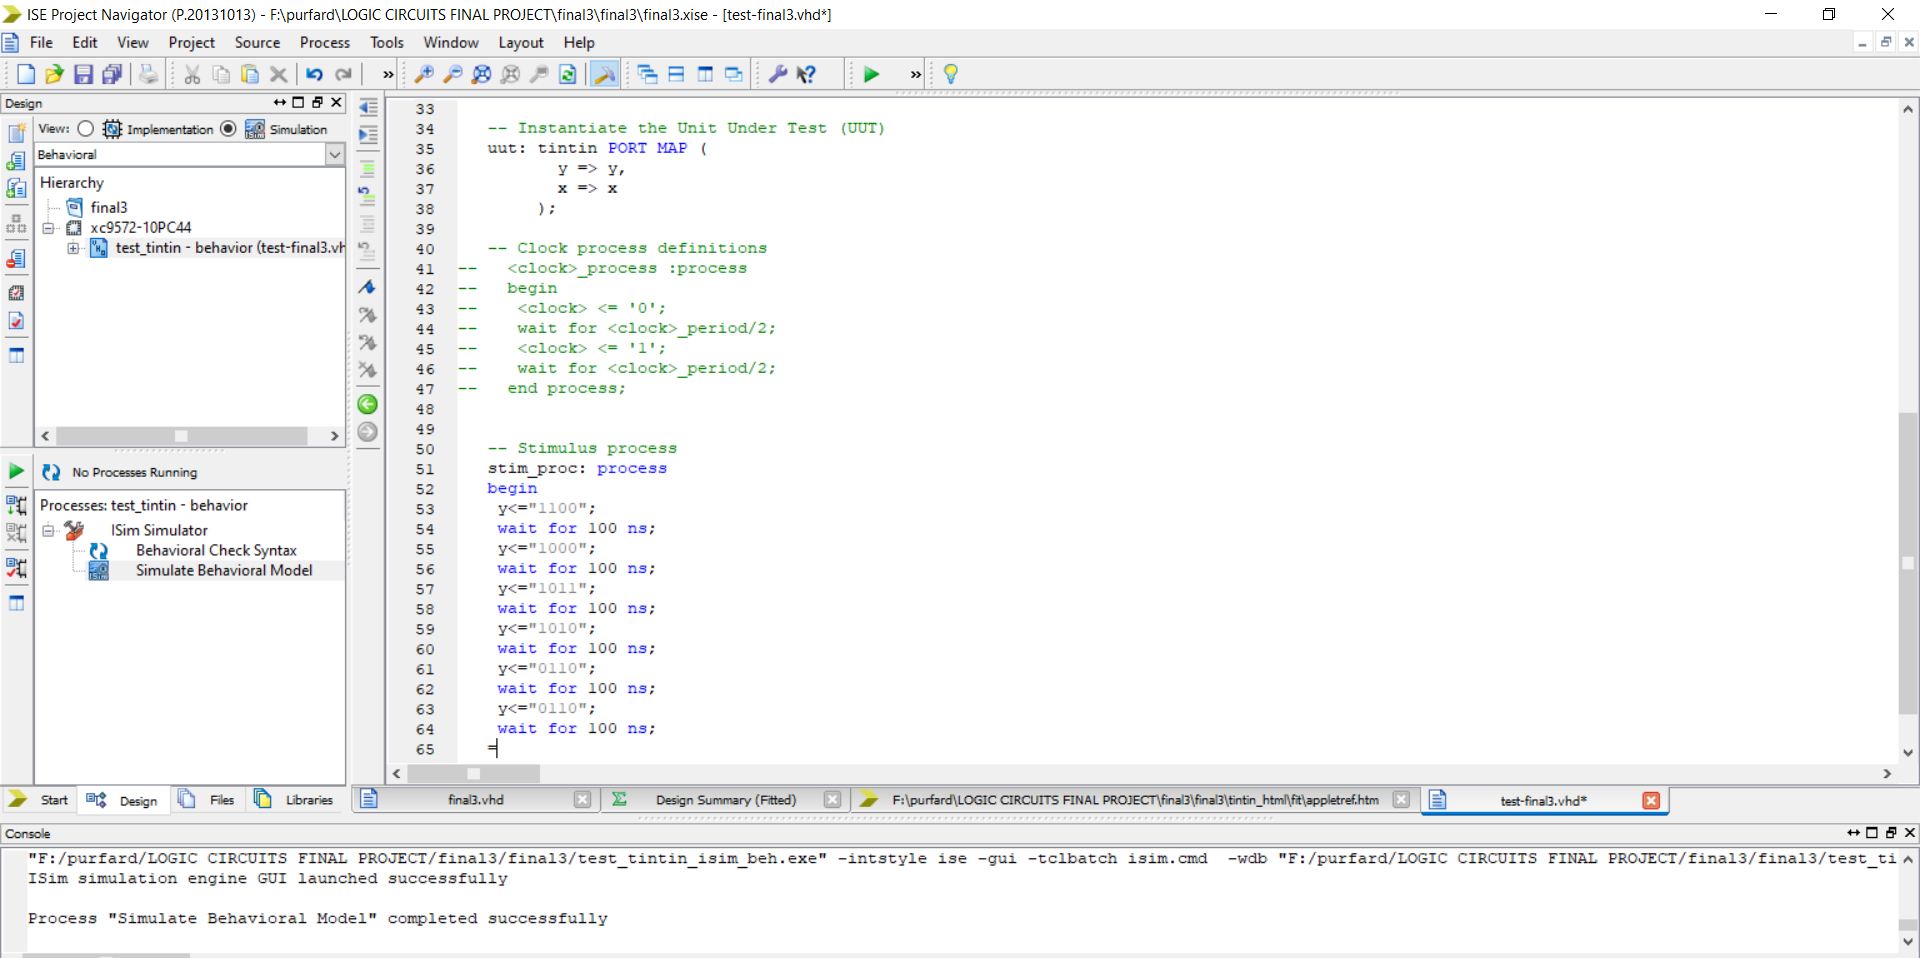 ISE Project Navigator (P.20131013) - F:\purfard\LOGIC CIRCUITS FINAL PROJECT\final3\final3\final3.xise - [test-final3.vhd*]
File Edit View Project Source Process Tools Window Layout Help
Design
View: Implementation Simulation
Behavioral
Hierarchy
final3
xc9572-10PC44
test_tintin - behavior (test-final3.vh
No Processes Running
Processes: test_tintin - behavior
ISim Simulator
Behavioral Check Syntax
Simulate Behavioral Model
33
34 -- Instantiate the Unit Under Test (UUT)
35 uut: tintin PORT MAP (
36 y => y,
37 x => x
38 );
39
40 -- Clock process definitions
41 -- <clock>_process :process
42 -- begin
43 -- <clock> <= '0';
44 -- wait for <clock>_period/2;
45 -- <clock> <= '1';
46 -- wait for <clock>_period/2;
47 -- end process;
48
49
50 -- Stimulus process
51 stim_proc: process
52 begin
53 y<="1100";
54 wait for 100 ns;
55 y<="1000";
56 wait for 100 ns;
57 y<="1011";
58 wait for 100 ns;
59 y<="1010";
60 wait for 100 ns;
61 y<="0110";
62 wait for 100 ns;
63 y<="0110";
64 wait for 100 ns;
65 =
Start Design Files Libraries
final3.vhd Design Summary (Fitted) F:\purfard\LOGIC CIRCUITS FINAL PROJECT\final3\final3\tintin_html\fit\appletref.htm test-final3.vhd*
Console
"F:/purfard/LOGIC CIRCUITS FINAL PROJECT/final3/final3/test_tintin_isim_beh.exe" -intstyle ise -gui -tclbatch isim.cmd -wdb "F:/purfard/LOGIC CIRCUITS FINAL PROJECT/final3/final3/test_ti
ISim simulation engine GUI launched successfully
Process "Simulate Behavioral Model" completed successfully